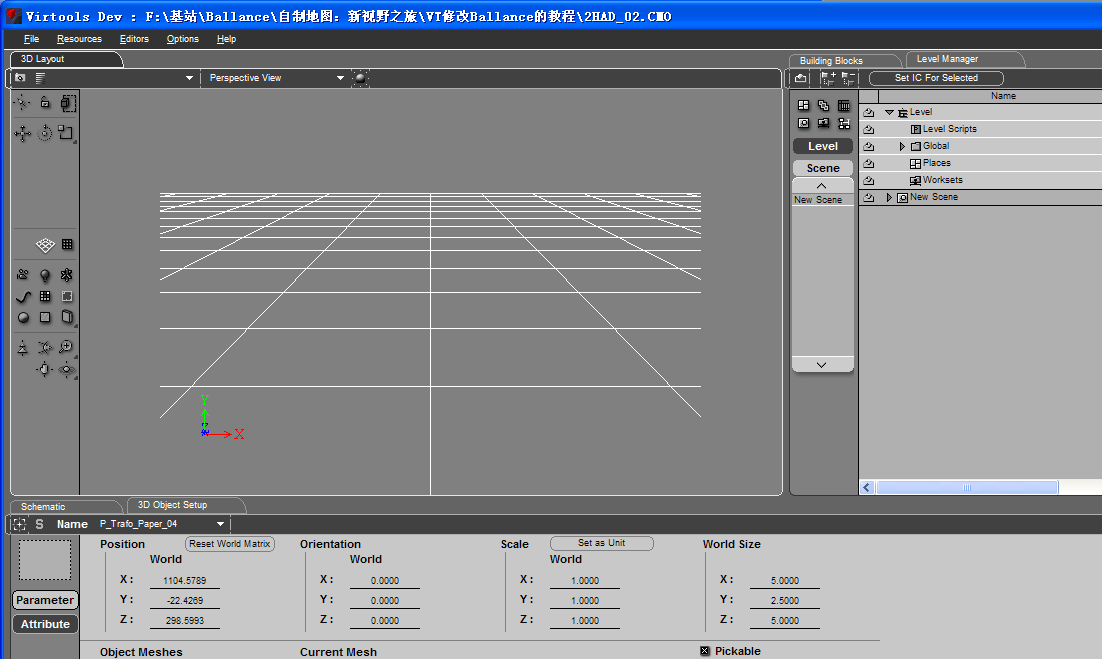 Virtools Dev : F:\基站\Ballance\自制地图：新视野之旅\VT修改Ballance的教程\2HAD_02.CMO
File Resources Editors Options Help
3D Layout
Building Blocks Level Manager
Perspective View
Set IC For Selected
Name
Level
Level Scripts
Global
Places
Worksets
New Scene
Level
Scene
New Scene
Y
Z
X
Schematic 3D Object Setup
S Name P_Trafo_Paper_04
Position Reset World Matrix Orientation Scale Set as Unit World Size
World World World
X : 1104.5789 X : 0.0000 X : 1.0000 X : 5.0000
Y : -22.4269 Y : 0.0000 Y : 1.0000 Y : 2.5000
Z : 298.5993 Z : 0.0000 Z : 1.0000 Z : 5.0000
Parameter
Attribute
Object Meshes Current Mesh Pickable